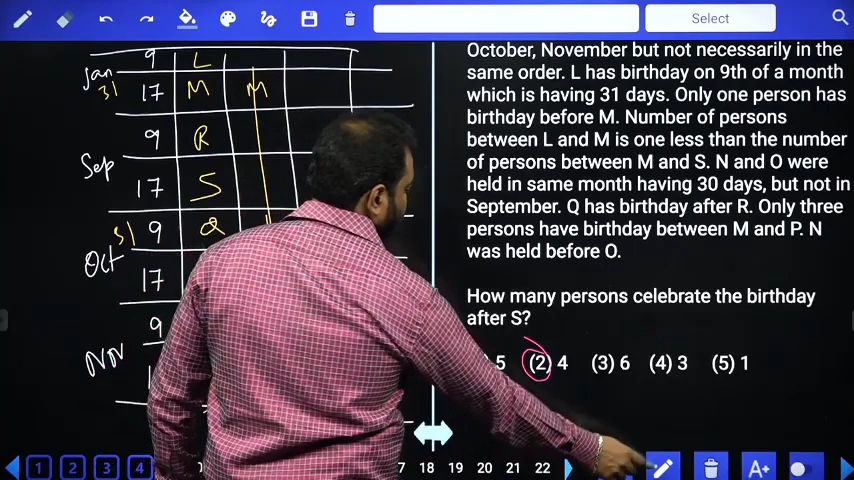 Select
October, November but not necessarily in the
same order. L has birthday on 9th of a month
which is having 31 days. Only one person has
birthday before M. Number of persons
between L and M is one less than the number
of persons between M and S. N and O were
held in same month having 30 days, but not in
September. Q has birthday after R. Only three
persons have birthday between M and P. N
was held before O.
How many persons celebrate the birthday
after S?
5 (2) 4 (3) 6 (4) 3 (5) 1
9 L
Jan
31 17 M M
9 R
Sep
17 S
31 9 Q
Oct
17
9
Nov
1 2 3 4 7 18 19 20 21 22 A+